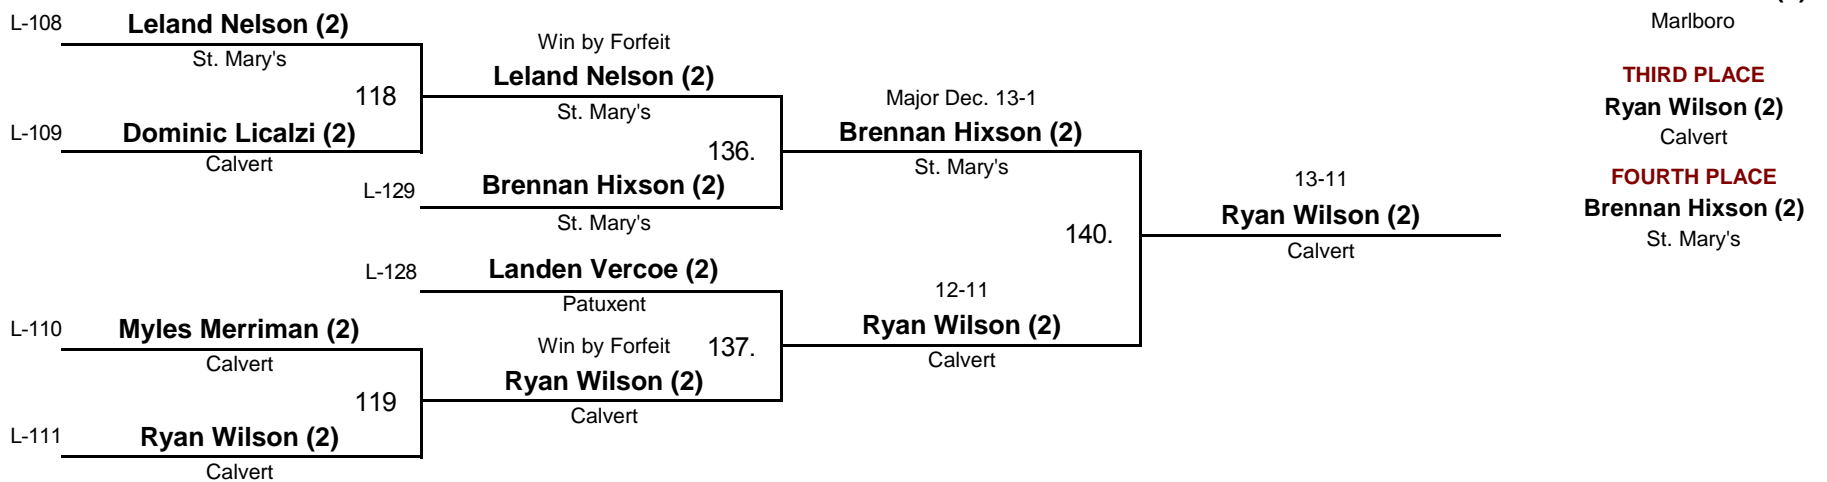 L-108
Leland Nelson (2)
St. Mary's
118
L-109
Dominic Licalzi (2)
Calvert
Win by Forfeit
Leland Nelson (2)
St. Mary's
136.
L-129
Brennan Hixson (2)
St. Mary's
Major Dec. 13-1
Brennan Hixson (2)
St. Mary's
140.
13-11
Ryan Wilson (2)
Calvert
L-128
Landen Vercoe (2)
Patuxent
137.
12-11
Ryan Wilson (2)
Calvert
L-110
Myles Merriman (2)
Calvert
119
Win by Forfeit
Ryan Wilson (2)
Calvert
L-111
Ryan Wilson (2)
Calvert
Marlboro
THIRD PLACE
Ryan Wilson (2)
Calvert
FOURTH PLACE
Brennan Hixson (2)
St. Mary's